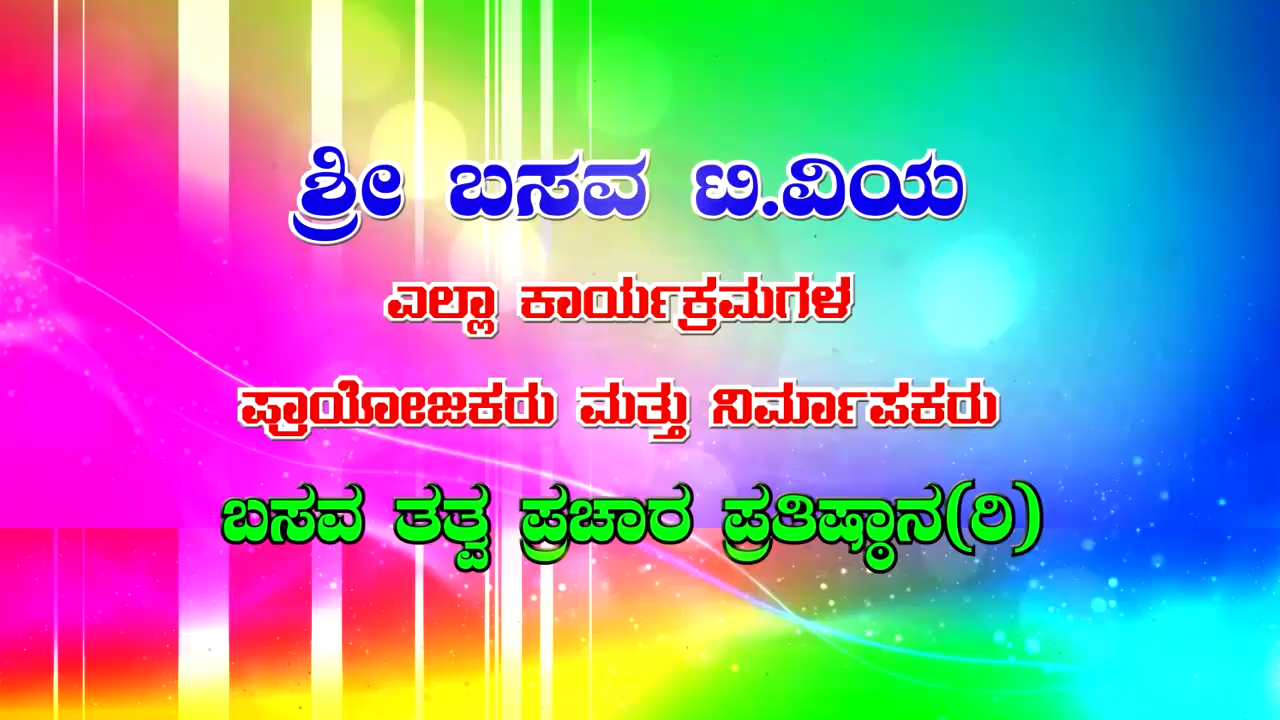 ಶ್ರೀ ಬಸವ ಟಿ.ವಿಯ
ಎಲ್ಲಾ ಕಾರ್ಯಕ್ರಮಗಳ
ಪ್ರಾಯೋಜಕರು ಮತ್ತು ನಿರ್ಮಾಪಕರು
ಬಸವ ತತ್ವ ಪ್ರಚಾರ ಪ್ರತಿಷ್ಠಾನ(ರಿ)